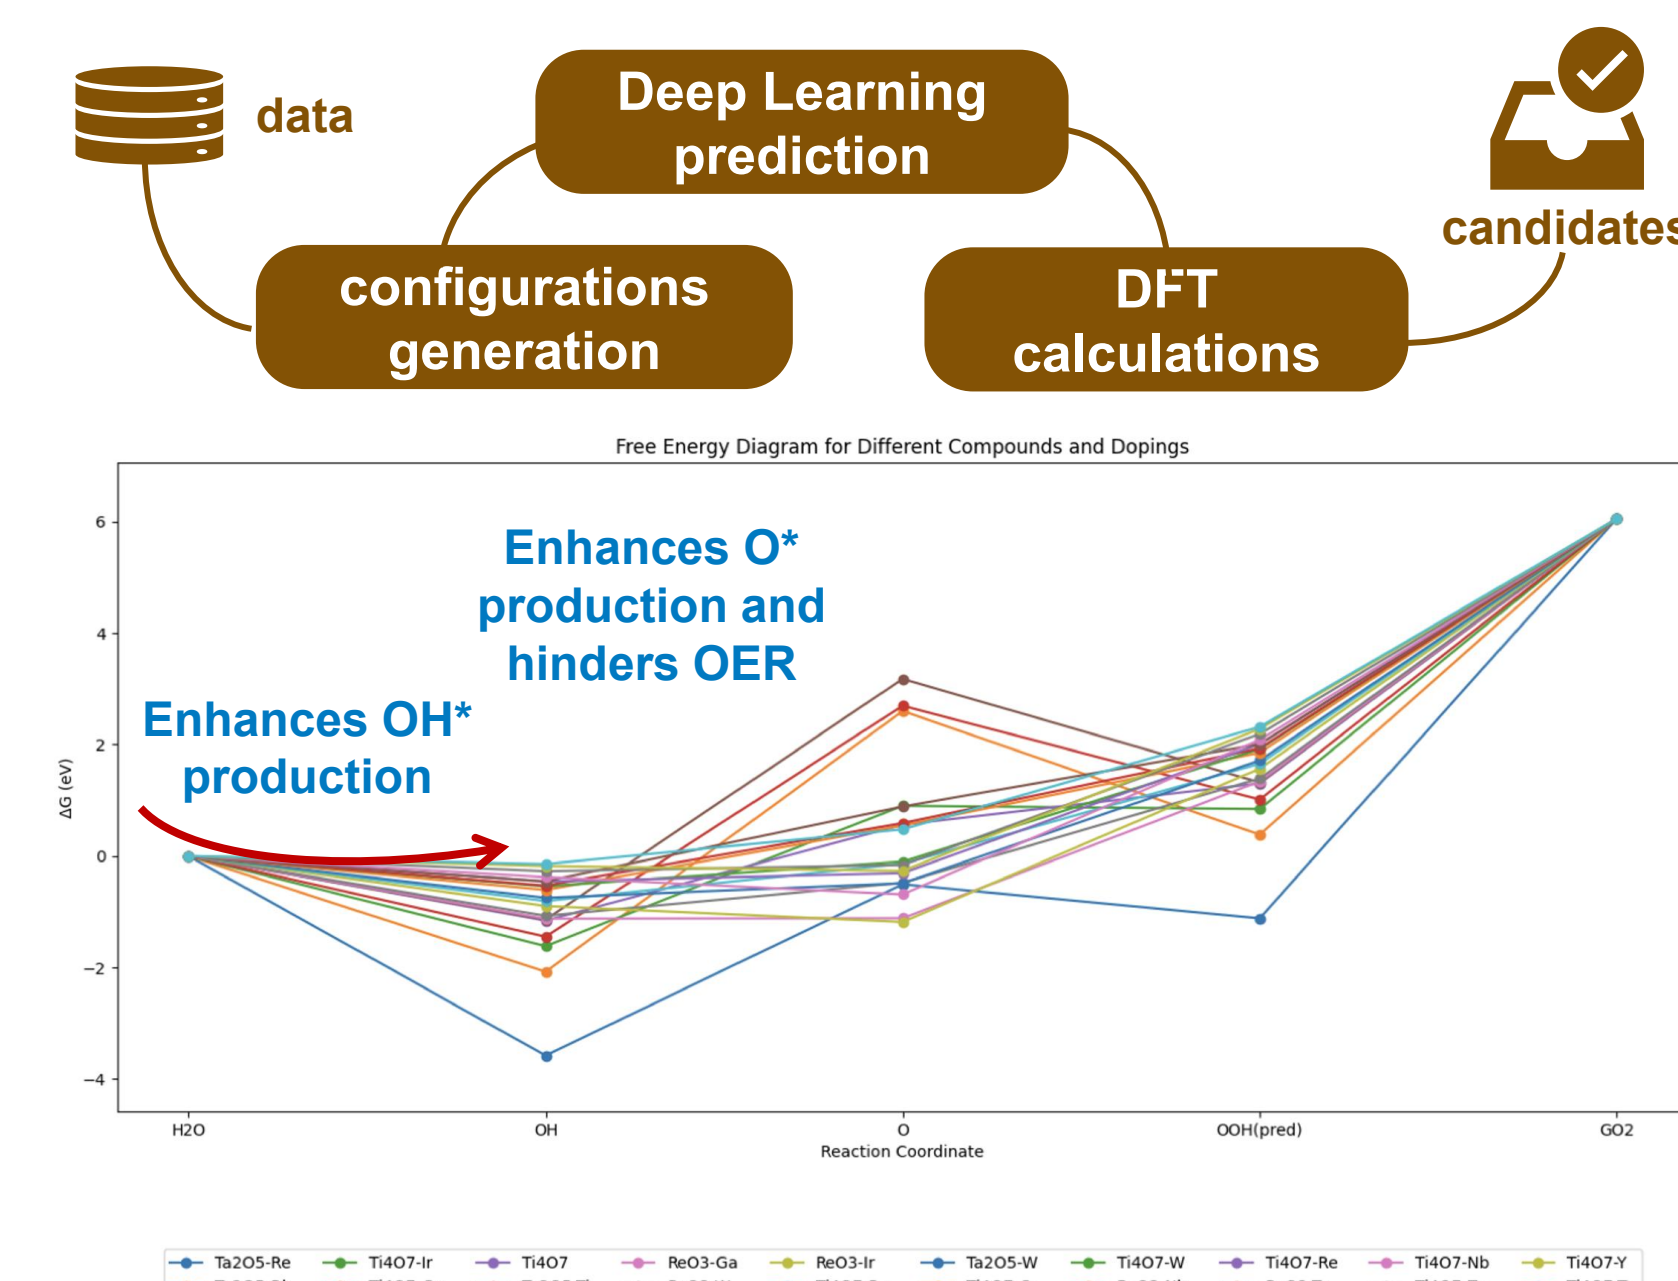 data
Deep Learning
prediction
candidates
configurations
generation
DFT
calculations
Free Energy Diagram for Different Compounds and Dopings
Enhances O*
production and
hinders OER
Enhances OH*
production
ΔG (eV)
6
4
2
0
−2
−4
H2O
OH
O
OOH(pred)
GO2
Reaction Coordinate
Ta2O5-Re
Ti4O7-Ir
Ti4O7
ReO3-Ga
ReO3-Ir
Ta2O5-W
Ti4O7-W
Ti4O7-Re
Ti4O7-Nb
Ti4O7-Y